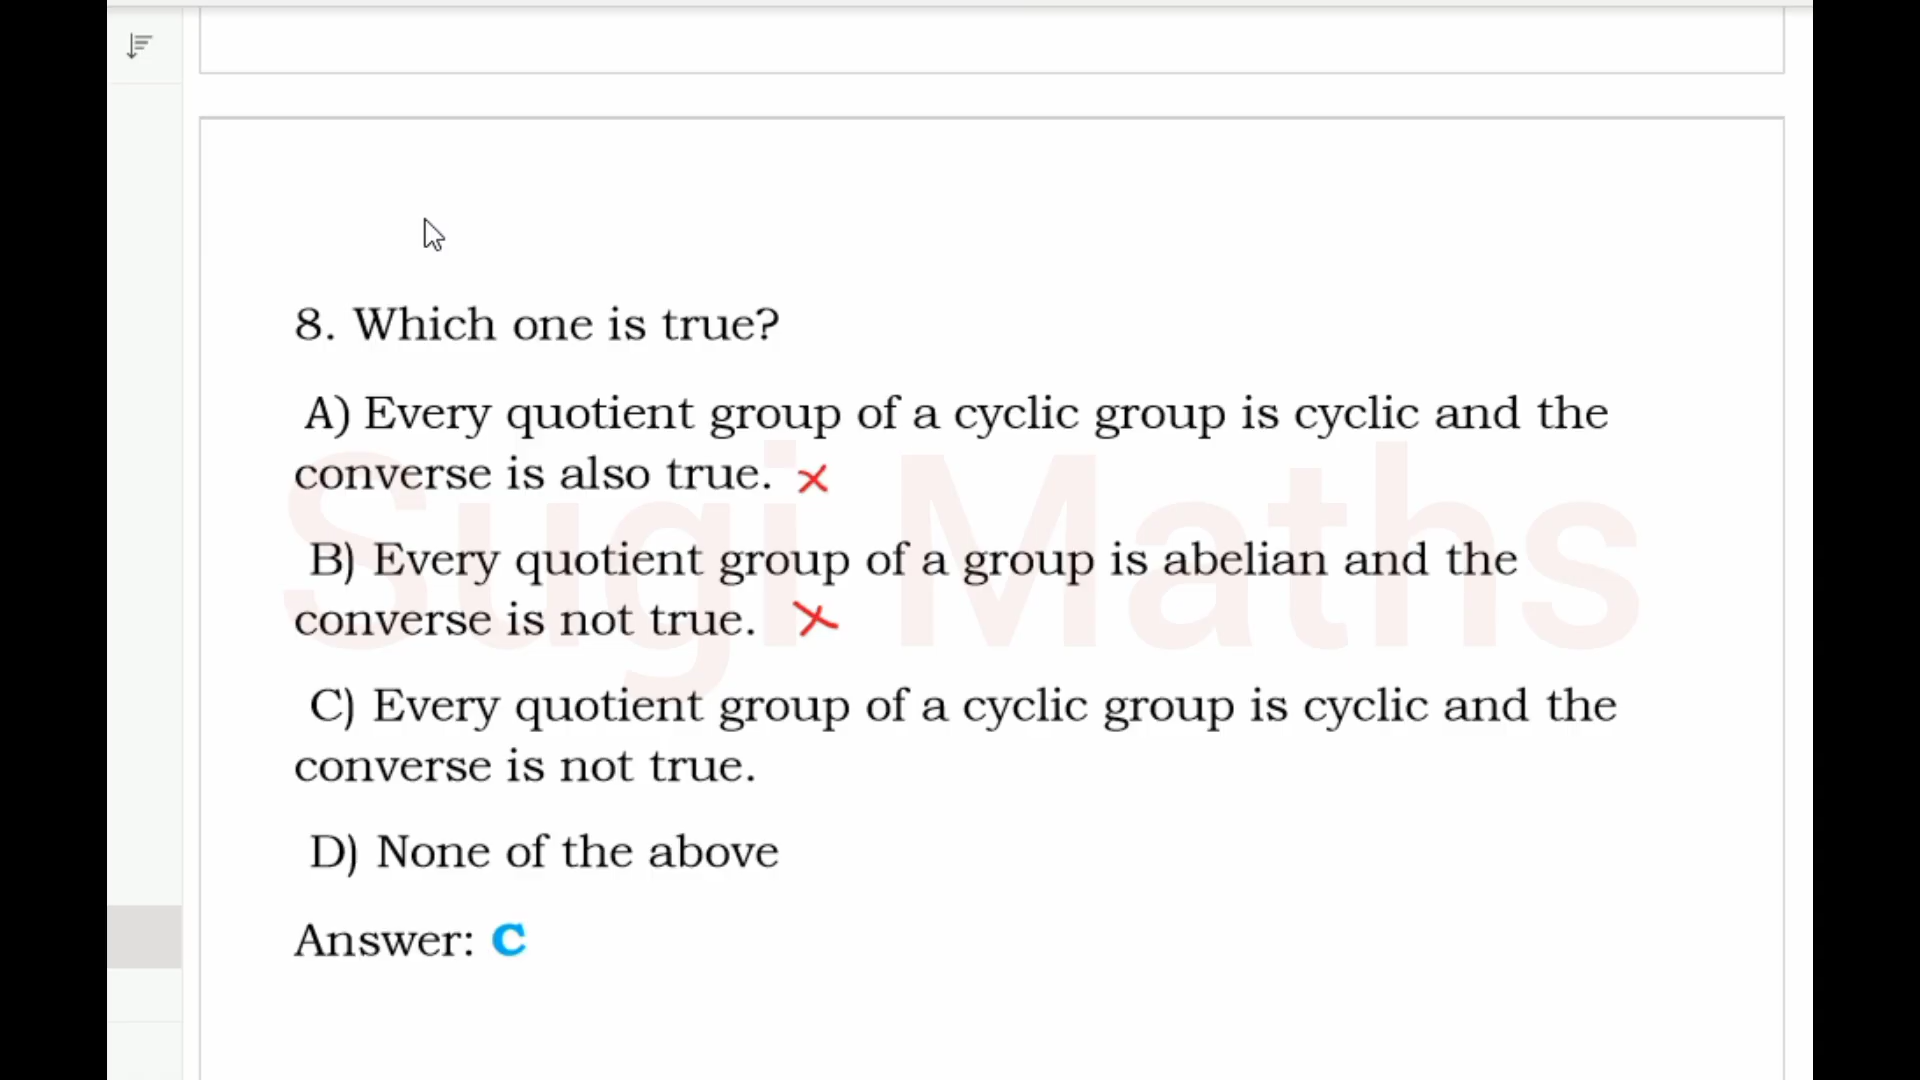 8. Which one is true?
A) Every quotient group of a cyclic group is cyclic and the
converse is also true. ×
B) Every quotient group of a group is abelian and the
converse is not true. ×
C) Every quotient group of a cyclic group is cyclic and the
converse is not true.
D) None of the above
Answer: C
Sugi Maths